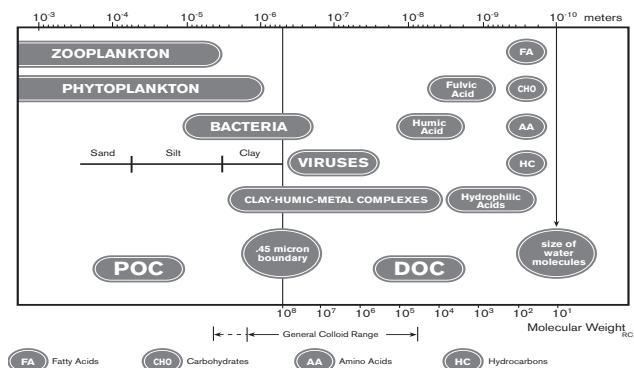 10⁻³ 10⁻⁴ 10⁻⁵ 10⁻⁶ 10⁻⁷ 10⁻⁸ 10⁻⁹ 10⁻¹⁰ meters
ZOOPLANKTON
FA
PHYTOPLANKTON
Fulvic
Acid
CHO
BACTERIA
Humic
Acid
AA
Sand Silt Clay
VIRUSES
HC
CLAY-HUMIC-METAL COMPLEXES
Hydrophilic
Acids
POC
.45 micron
boundary
DOC
size of
water
molecules
10⁸ 10⁷ 10⁶ 10⁵ 10⁴ 10³ 10² 10¹
General Colloid Range
Molecular Weight
RC
FA Fatty Acids CHO Carbohydrates AA Amino Acids HC Hydrocarbons